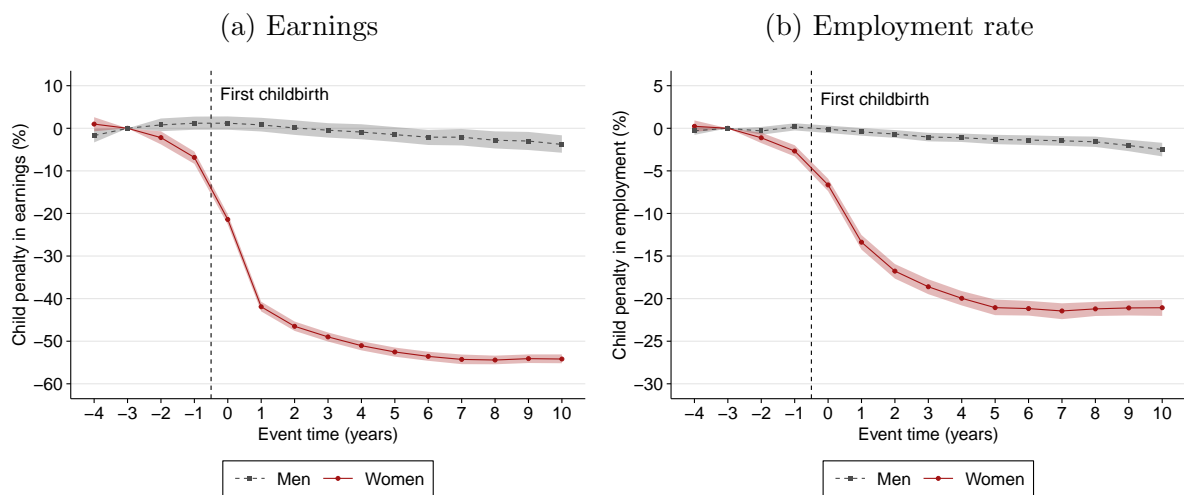 (a) Earnings
First childbirth
Child penalty in earnings (%)
10
0
−10
−20
−30
−40
−50
−60
−4 −3 −2 −1 0 1 2 3 4 5 6 7 8 9 10
Event time (years)
Men Women
(b) Employment rate
First childbirth
Child penalty in employment (%)
5
0
−5
−10
−15
−20
−25
−30
−4 −3 −2 −1 0 1 2 3 4 5 6 7 8 9 10
Event time (years)
Men Women